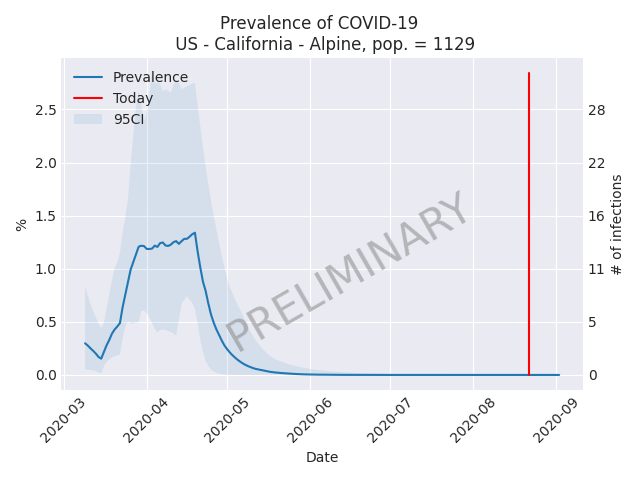 Prevalence of COVID-19
US - California - Alpine, pop. = 1129
Prevalence
Today
95CI
2.5
2.0
1.5
1.0
0.5
0.0
%
28
22
16
11
5
0
# of infections
PRELIMINARY
2020-03
2020-04
2020-05
2020-06
2020-07
2020-08
2020-09
Date